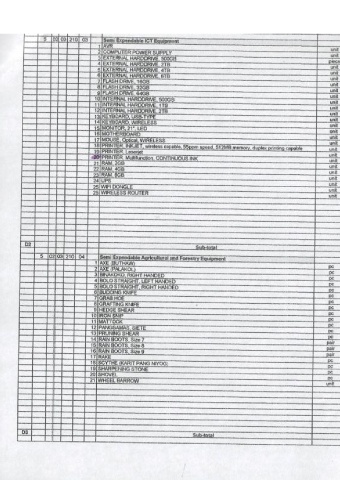 5 02 03 210 03 Semi Expendable ICT Equipment
1 AVR unit
2 COMPUTER POWER SUPPLY unit
3 EXTERNAL HARDDRIVE, 500GB piece
4 EXTERNAL HARDDRIVE, 2TB unit
5 EXTERNAL HARDDRIVE, 4TB unit
6 EXTERNAL HARDDRIVE, 8TB unit
7 FLASH DRIVE, 16GB unit
8 FLASH DRIVE, 32GB unit
9 FLASH DRIVE, 64GB unit
10 INTERNAL HARDDRIVE, 500GB unit
11 INTERNAL HARDDRIVE, 1TB unit
12 INTERNAL HARDDRIVE, 2TB unit
13 KEYBOARD, USB TYPE unit
14 KEYBOARD, WIRELESS unit
15 MONITOR, 21", LED unit
16 MOTHERBOARD unit
17 MOUSE, Optical, WIRELESS unit
18 PRINTER, INKJET, wireless capable, 55ppm speed, 512MB memory, duplex printing capable unit
19 PRINTER, Laserjet unit
20 PRINTER, Multifunction, CONTINUOUS INK unit
21 RAM, 2GB unit
22 RAM, 4GB unit
23 RAM, 8GB unit
24 UPS unit
25 WIFI DONGLE unit
26 WIRELESS ROUTER unit
D2 Sub-total
5 02 03 210 04 Semi Expendable Agricultural and Forestry Equipment
1 AXE (BUTHAW) pc
2 AXE (PALAKOL) pc
3 BINAKOKO, RIGHT HANDED pc
4 BOLO STRAIGHT, LEFT HANDED pc
5 BOLO STRAIGHT, RIGHT HANDED pc
6 BUDDING KNIFE pc
7 GRAB HOE pc
8 GRAFTING KNIFE pc
9 HEDGE SHEAR pc
10 IRON SNIP pc
11 MATTOCK pc
12 PANGNAWAS, SIETE pc
13 PRUNING SHEAR pc
14 RAIN BOOTS, Size 7 pair
15 RAIN BOOTS, Size 8 pair
16 RAIN BOOTS, Size 9 pair
17 RAKE pc
18 SCYTHE (KARIT PANG NIYOG) pc
19 SHARPENING STONE pc
20 SHOVEL pc
21 WHEEL BARROW unit
D3 Sub-total